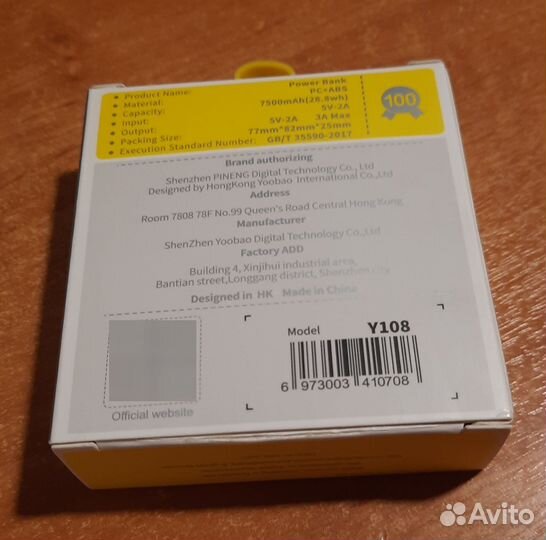 Product Name: Power Bank
Material: PC+ABS
Capacity: 7500mAh(28.8wh)
Input: 5V-2A
Output: 5V-2A 3A Max
Packing Size: 77mm*82mm*25mm
Execution Standard Number: GB/T 35590-2017
100
Brand authorizing
Shenzhen PINENG Digital Technology Co., Ltd
Designed by HongKong Yoobao International Co.,Ltd
Address
Room 7808 78F No.99 Queen's Road Central Hong Kong
Manufacturer
ShenZhen Yoobao Digital Technology Co.,Ltd
Factory ADD
Building 4, Xinjihui industrial area,
Bantian street,Longgang district, Shenzhen city
Designed in HK Made in China
Model Y108
6 973003 410708
Official website
Avito